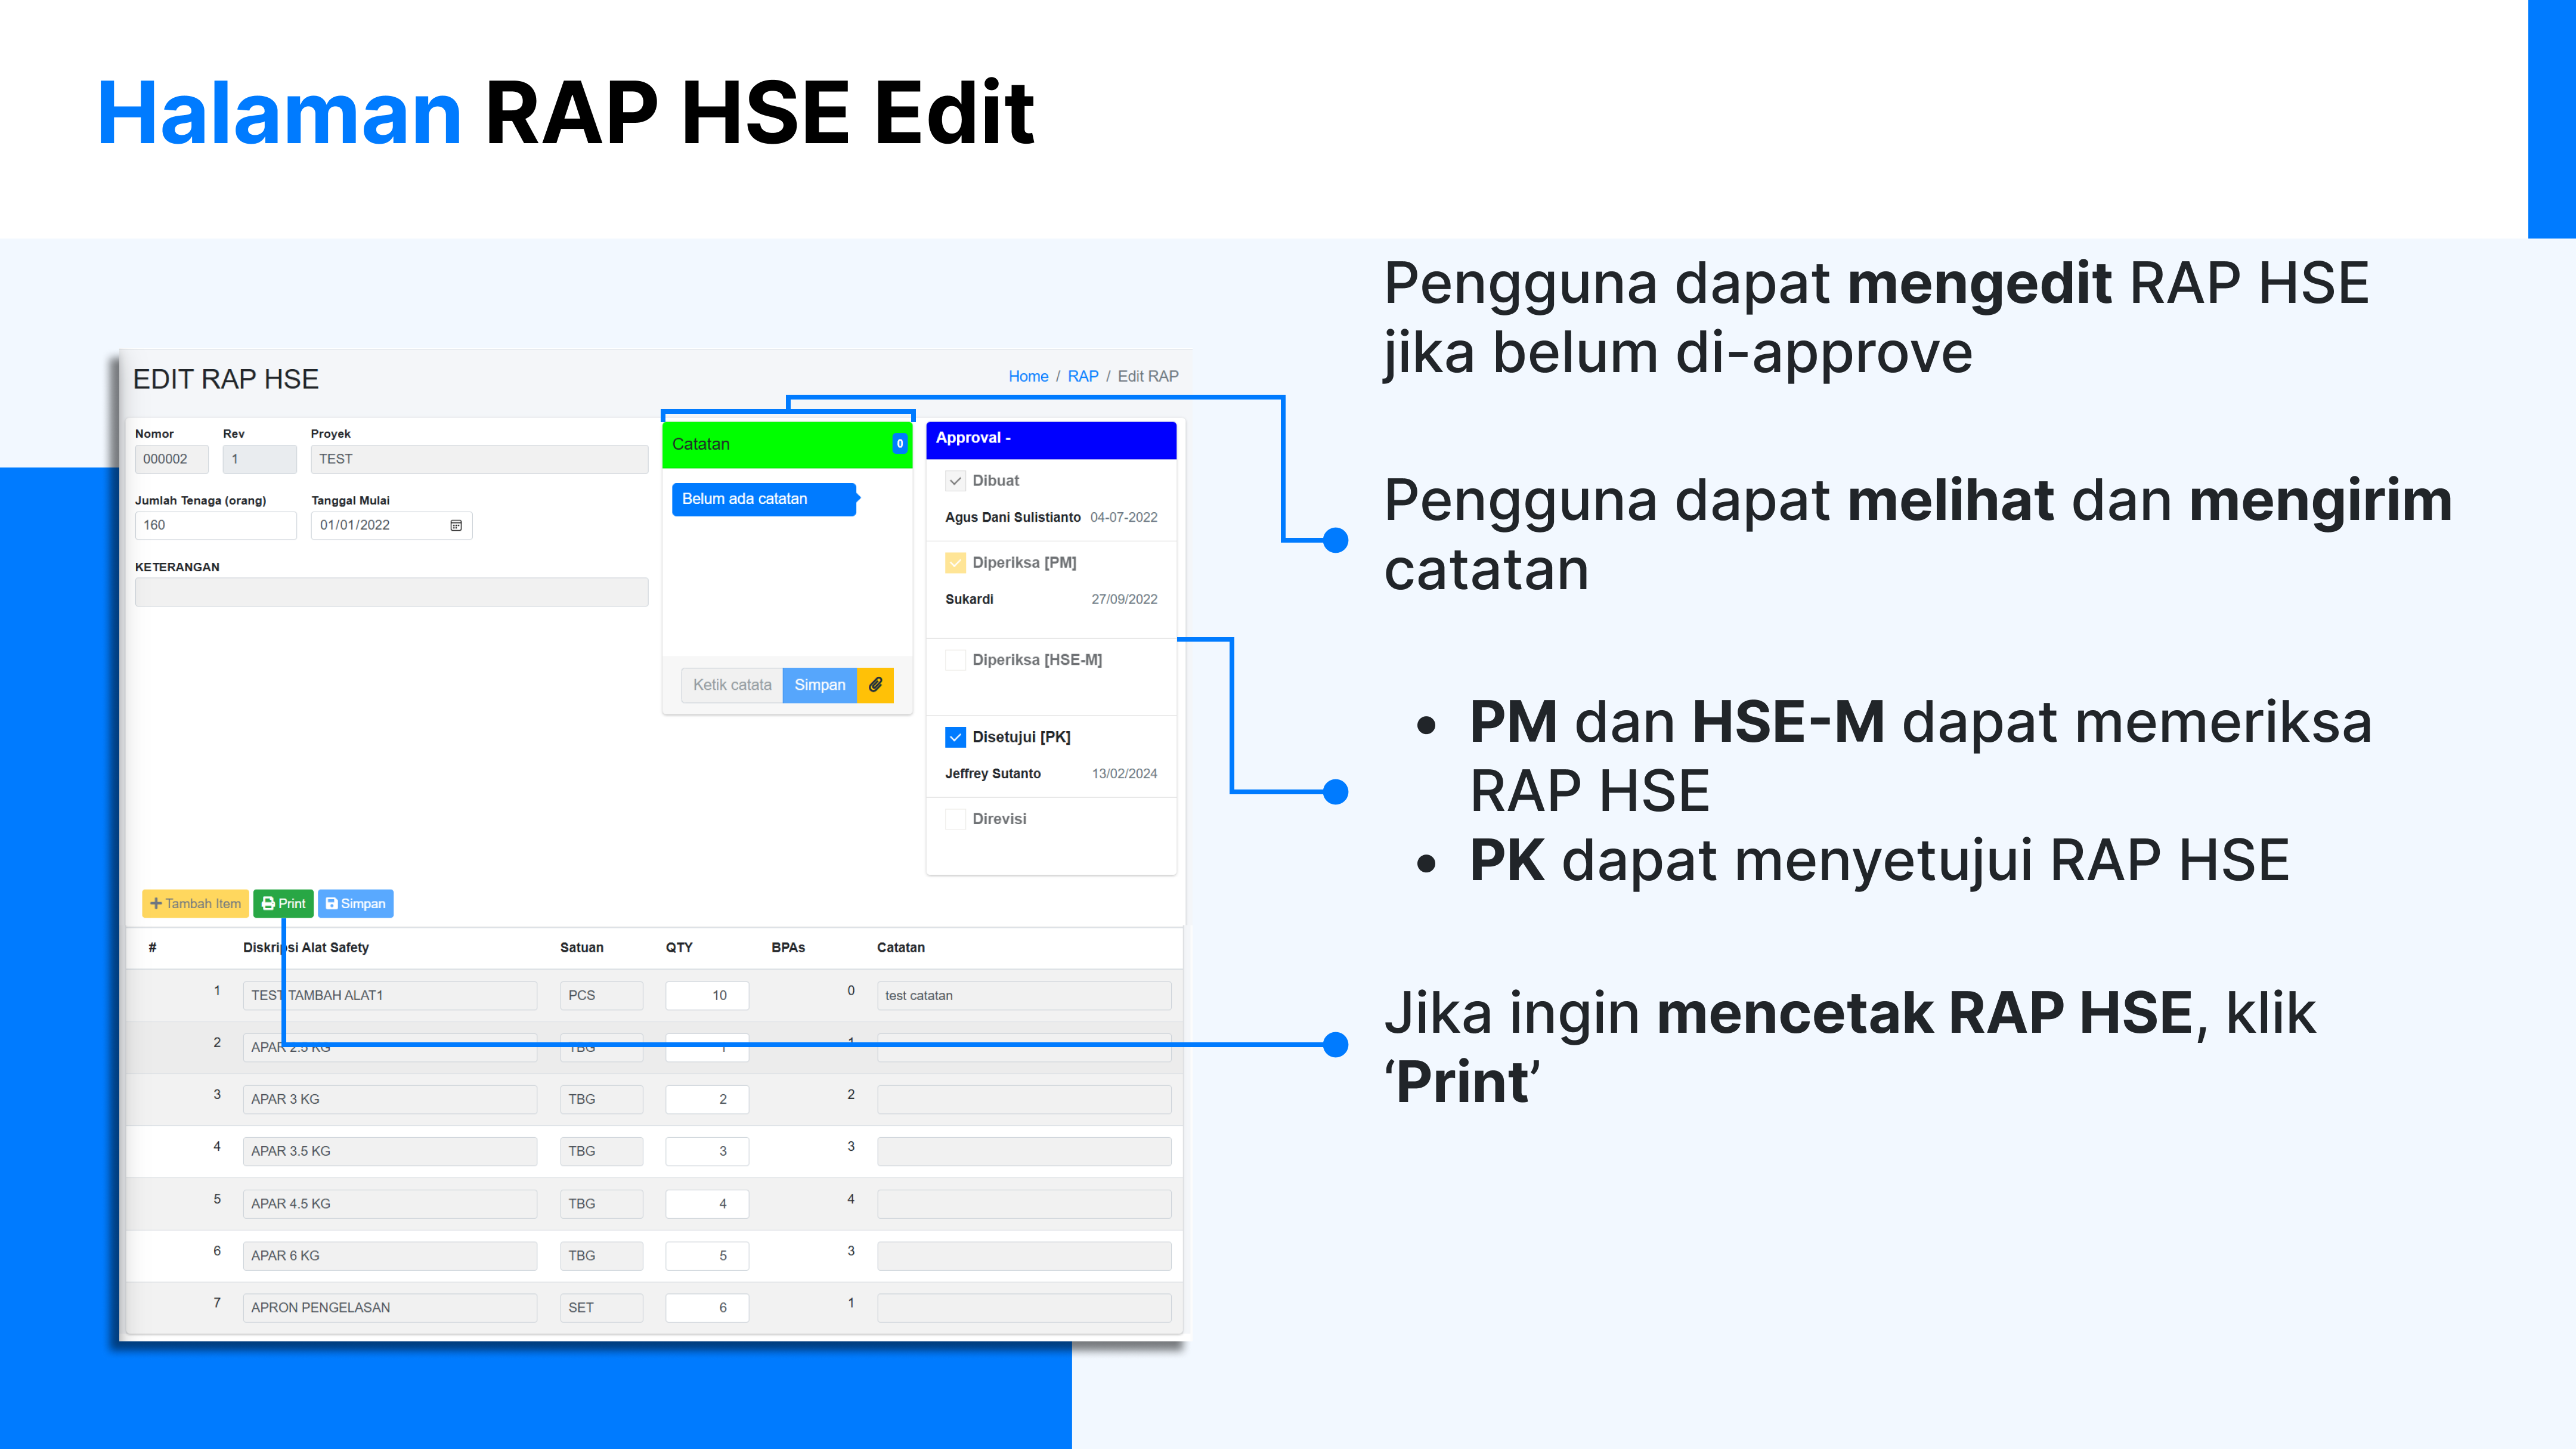 Halaman RAP HSE Edit
EDIT RAP HSE
Home / RAP / Edit RAP
Nomor Rev Proyek
000002 1 TEST
Jumlah Tenaga (orang) Tanggal Mulai
160 01/01/2022
KETERANGAN
Catatan 0
Belum ada catatan
Ketik catata Simpan
Approval -
Dibuat
Agus Dani Sulistianto 04-07-2022
Diperiksa [PM]
Sukardi 27/09/2022
Diperiksa [HSE-M]
Disetujui [PK]
Jeffrey Sutanto 13/02/2024
Direvisi
Tambah Item Print Simpan
# Diskripsi Alat Safety Satuan QTY BPAs Catatan
1 TEST TAMBAH ALAT1 PCS 10 0 test catatan
2 APAR 2.5 KG TBG 1 1
3 APAR 3 KG TBG 2 2
4 APAR 3.5 KG TBG 3 3
5 APAR 4.5 KG TBG 4 4
6 APAR 6 KG TBG 5 3
7 APRON PENGELASAN SET 6 1
Pengguna dapat mengedit RAP HSE
jika belum di-approve
Pengguna dapat melihat dan mengirim
catatan
• PM dan HSE-M dapat memeriksa
RAP HSE
• PK dapat menyetujui RAP HSE
Jika ingin mencetak RAP HSE, klik
‘Print’